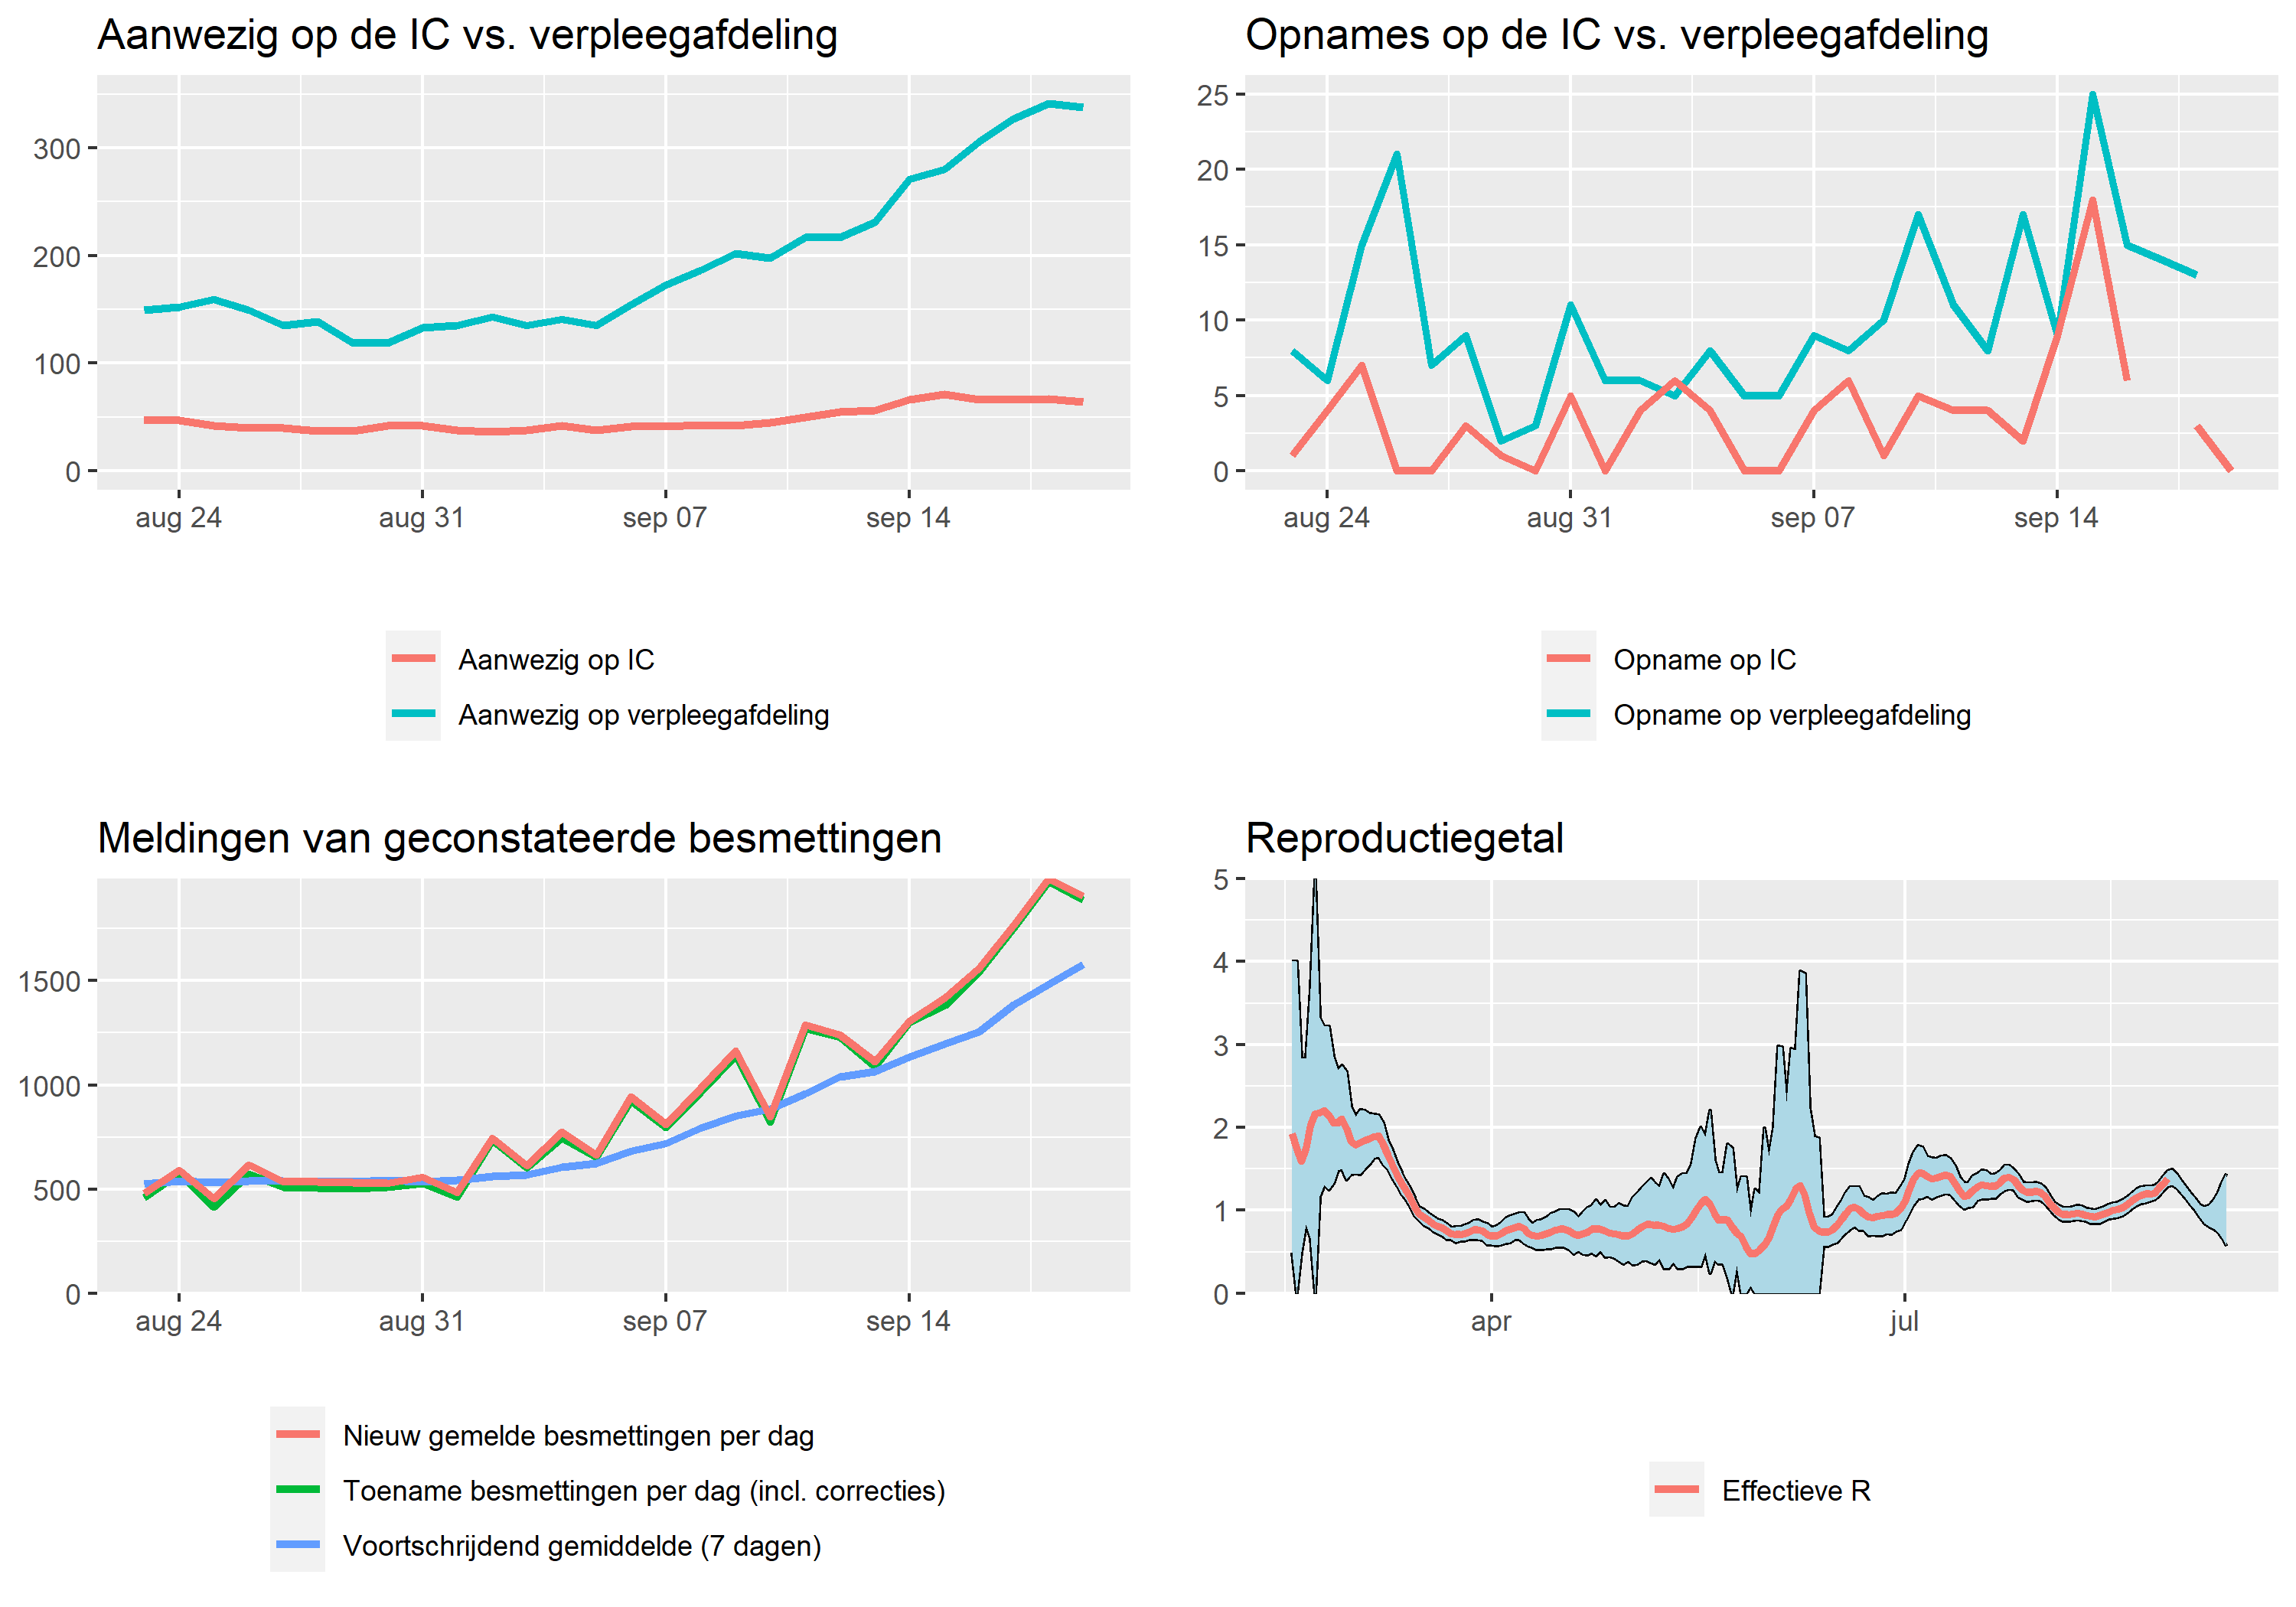 Aanwezig op de IC vs. verpleegafdeling
300
200
100
0
aug 24
aug 31
sep 07
sep 14
Aanwezig op IC
Aanwezig op verpleegafdeling
Opnames op de IC vs. verpleegafdeling
25
20
15
10
5
0
aug 24
aug 31
sep 07
sep 14
Opname op IC
Opname op verpleegafdeling
Meldingen van geconstateerde besmettingen
1500
1000
500
0
aug 24
aug 31
sep 07
sep 14
Nieuw gemelde besmettingen per dag
Toename besmettingen per dag (incl. correcties)
Voortschrijdend gemiddelde (7 dagen)
Reproductiegetal
5
4
3
2
1
0
apr
jul
Effectieve R